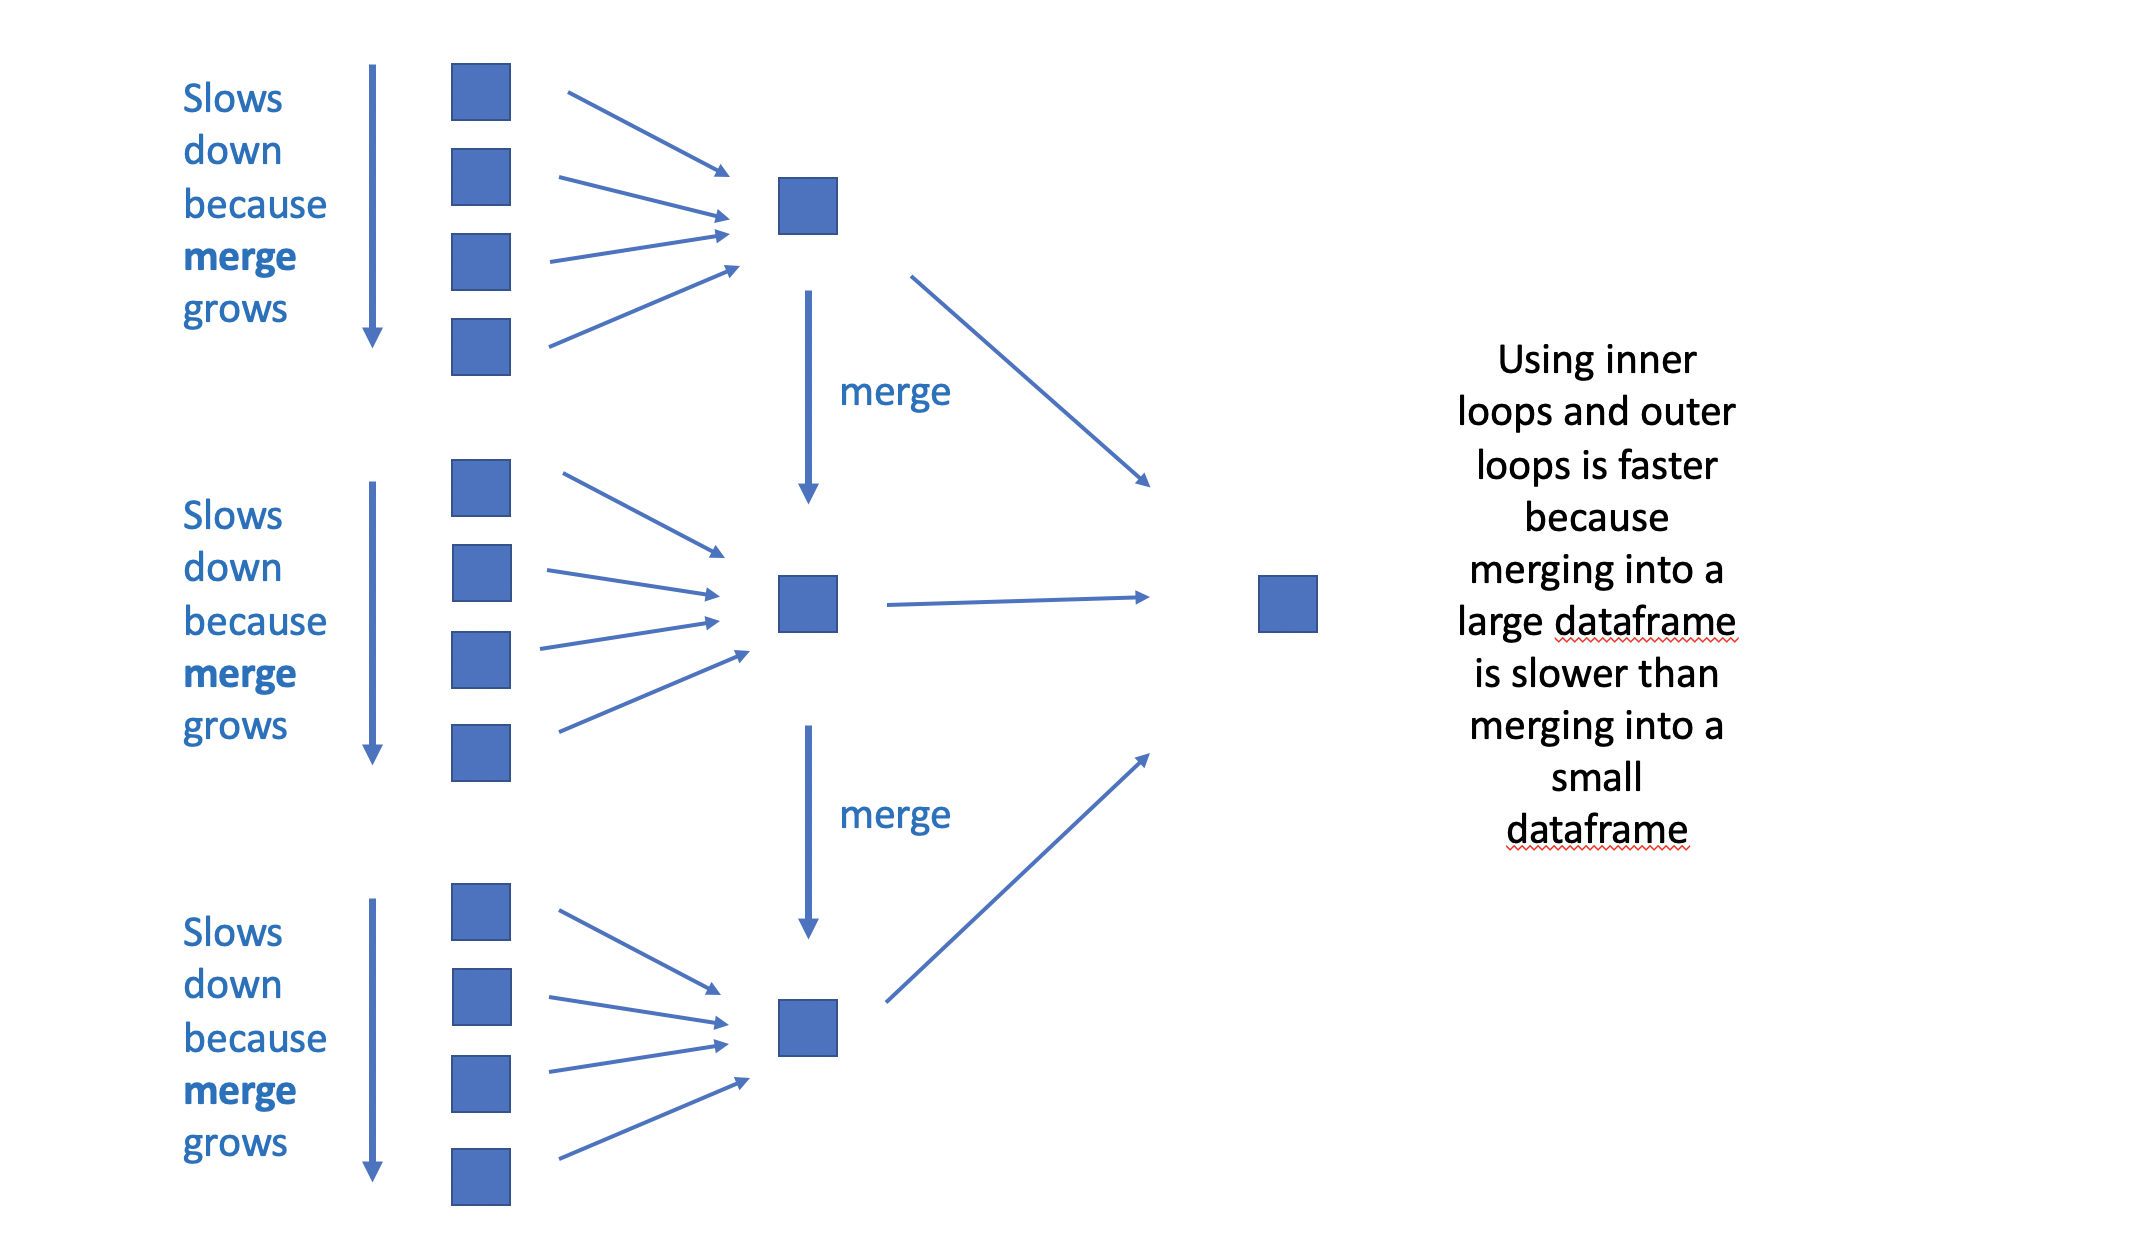 Slows
down
because
merge
grows
merge
Slows
down
because
merge
grows
merge
Slows
down
because
merge
grows
Using inner
loops and outer
loops is faster
because
merging into a
large dataframe
is slower than
merging into a
small
dataframe